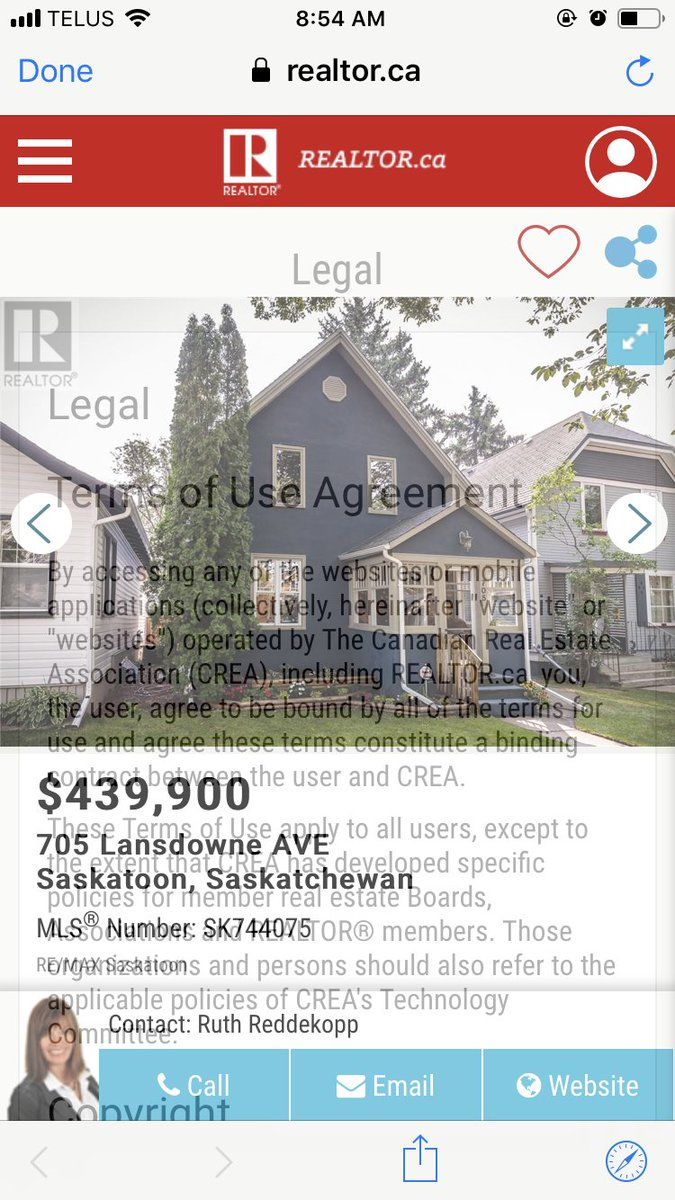 TELUS
8:54 AM
Done
realtor.ca
R
REALTOR®
REALTOR.ca
Legal
R
REALTOR®
Legal
Terms of Use Agreement
By accessing any of the websites or mobile
applications (collectively, hereinafter "website" or
"websites") operated by The Canadian Real Estate
Association (CREA), including REALTOR.ca, you,
the user, agree to be bound by all of the terms for
use and agree these terms constitute a binding
contract between the user and CREA.
$439,900
These Terms of Use apply to all users, except to
705 Lansdowne AVE
the extent that CREA has developed specific
Saskatoon, Saskatchewan
policies for member real estate Boards,
MLS® Number: SK744075
Associations and REALTOR® members. Those
RE/MAX Saskatoon
Organizations and persons should also refer to the
applicable policies of CREA's Technology
Contact: Ruth Reddekopp
Committee.
Call
Email
Website
Copyright